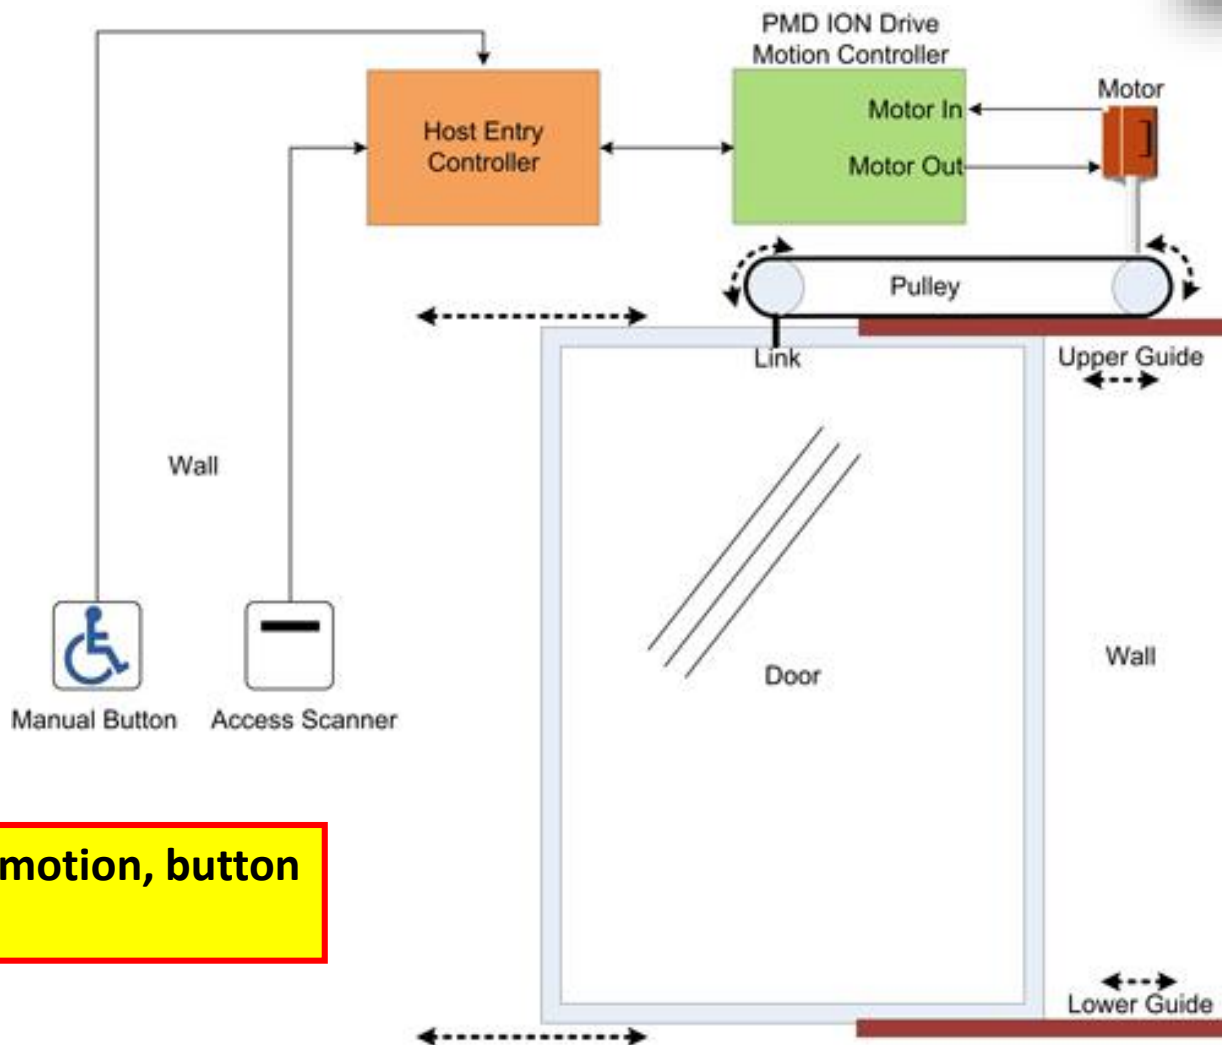 PMD ION Drive
Motion Controller
Host Entry
Controller
Motor In
Motor Out
Motor
Pulley
Link
Upper Guide
Wall
Door
Wall
Manual Button
Access Scanner
motion, button
Lower Guide